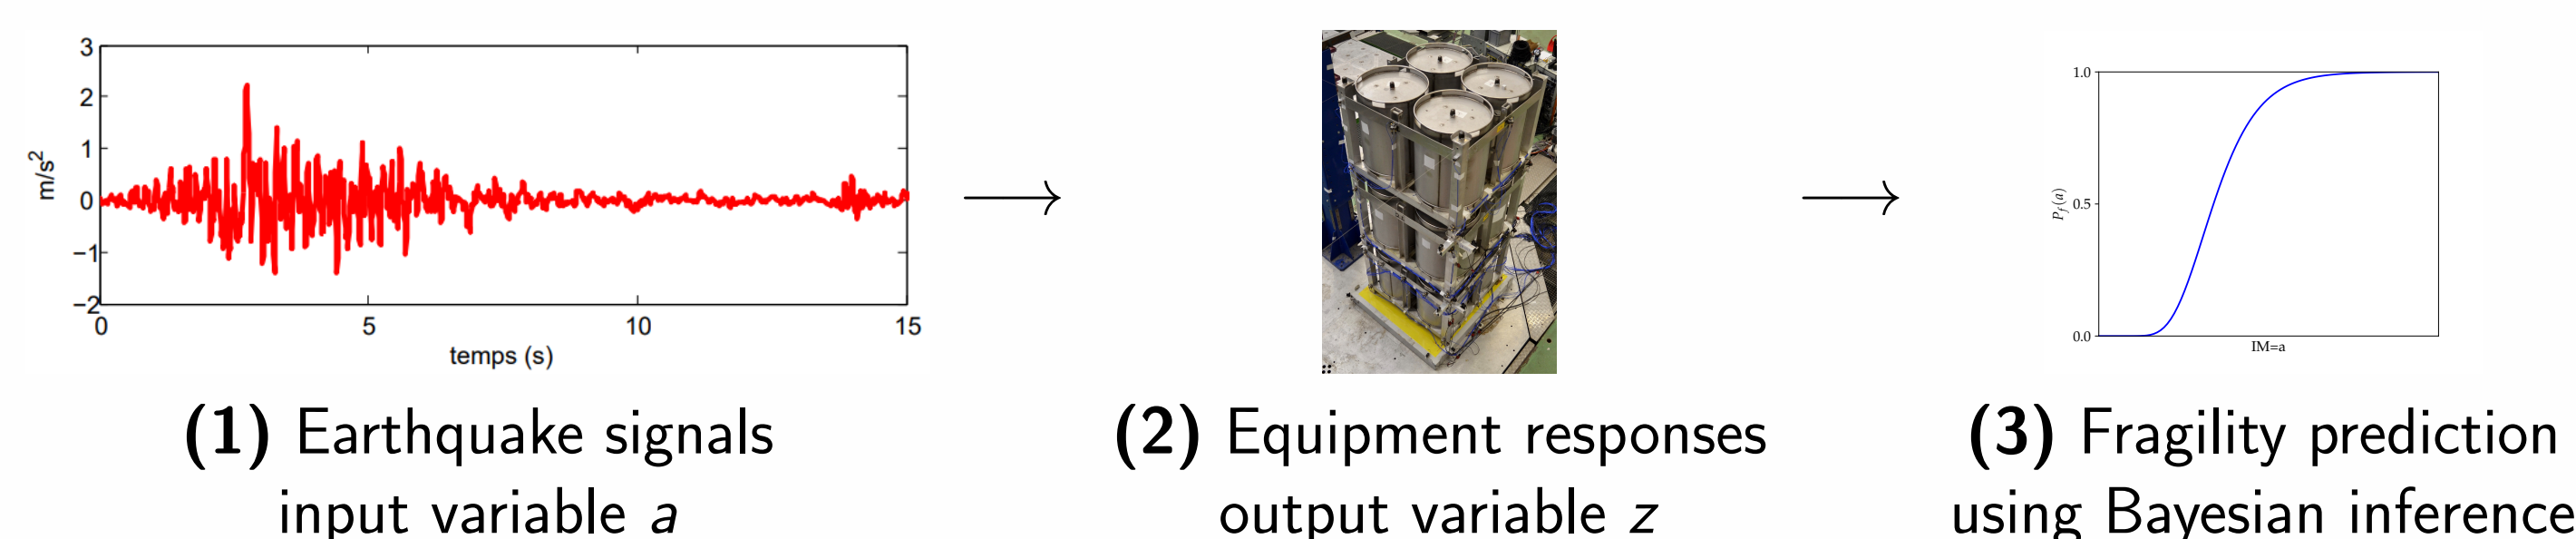 3
2
1
0
−1
−2
m/s²
0 5 10 15
temps (s)
(1) Earthquake signals
input variable a
(2) Equipment responses
output variable z
1.0
0.5
0.0
P_f(a)
IM=a
(3) Fragility prediction
using Bayesian inference